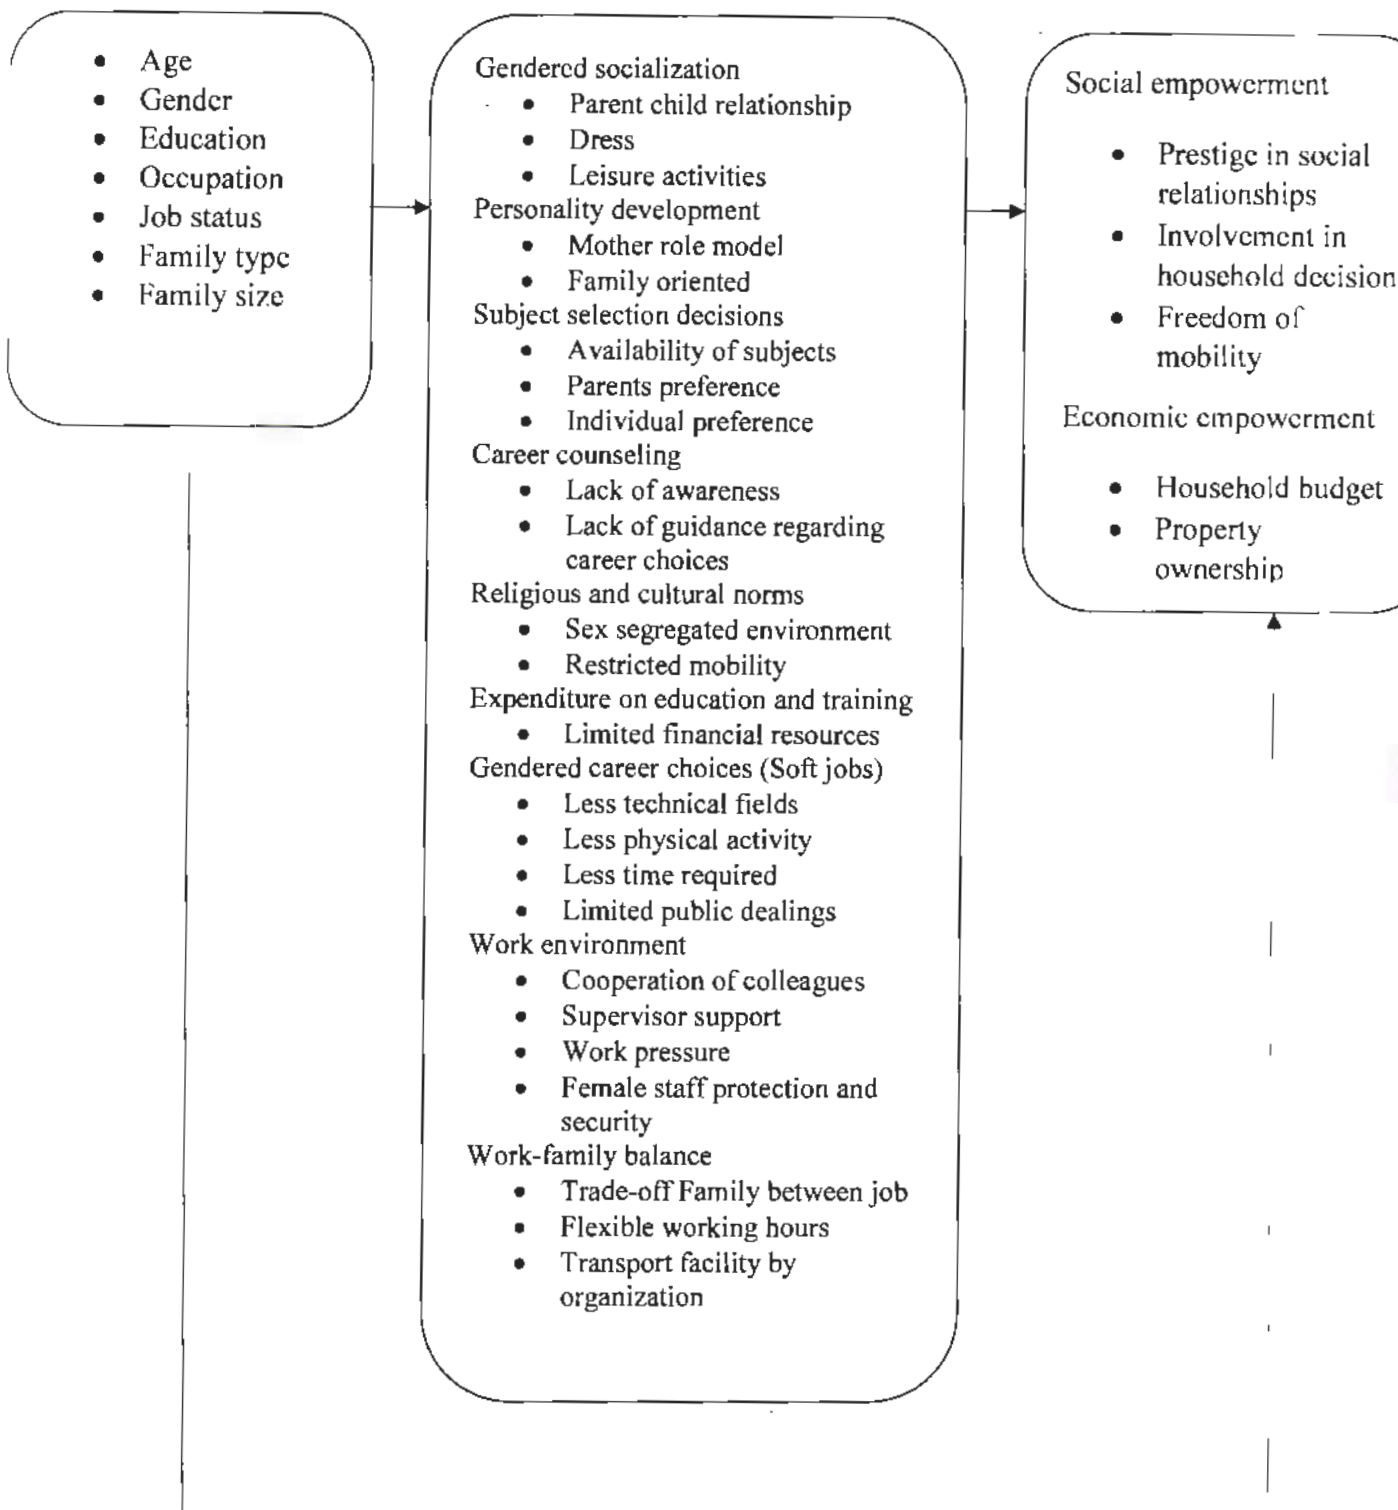 • Age
• Gender
• Education
• Occupation
• Job status
• Family type
• Family size
Gendered socialization
• Parent child relationship
• Dress
• Leisure activities
Personality development
• Mother role model
• Family oriented
Subject selection decisions
• Availability of subjects
• Parents preference
• Individual preference
Career counseling
• Lack of awareness
• Lack of guidance regarding
career choices
Religious and cultural norms
• Sex segregated environment
• Restricted mobility
Expenditure on education and training
• Limited financial resources
Gendered career choices (Soft jobs)
• Less technical fields
• Less physical activity
• Less time required
• Limited public dealings
Work environment
• Cooperation of colleagues
• Supervisor support
• Work pressure
• Female staff protection and
security
Work-family balance
• Trade-off Family between job
• Flexible working hours
• Transport facility by
organization
Social empowerment
• Prestige in social
relationships
• Involvement in
household decision
• Freedom of
mobility
Economic empowerment
• Household budget
• Property
ownership